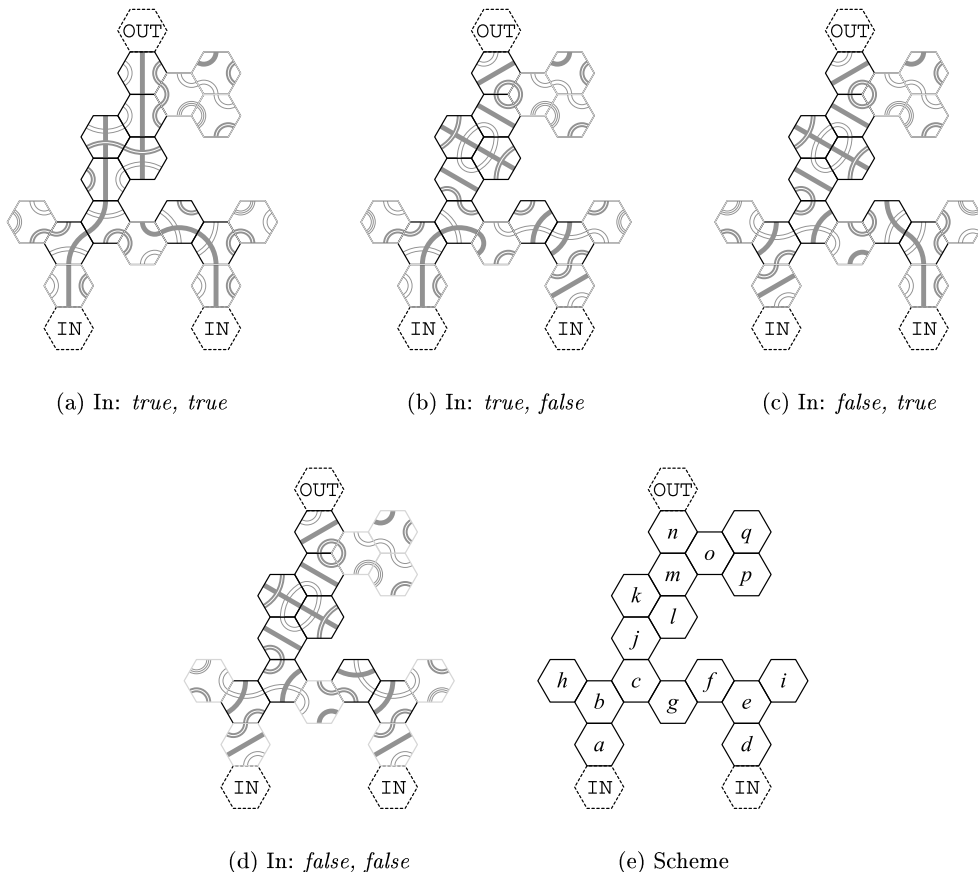 OUT OUT OUT
IN IN IN IN IN IN
(a) In: true, true (b) In: true, false (c) In: false, true
OUT OUT
n q
o
m p
k
l
j
h c f i
b g e
a d
IN IN IN IN
(d) In: false, false (e) Scheme